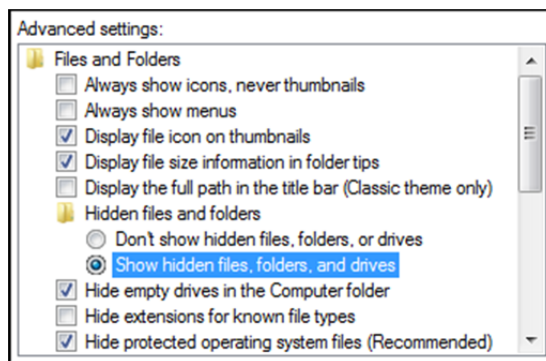 Advanced settings:
Files and Folders
Always show icons, never thumbnails
Always show menus
Display file icon on thumbnails
Display file size information in folder tips
Display the full path in the title bar (Classic theme only)
Hidden files and folders
Don't show hidden files, folders, or drives
Show hidden files, folders, and drives
Hide empty drives in the Computer folder
Hide extensions for known file types
Hide protected operating system files (Recommended)